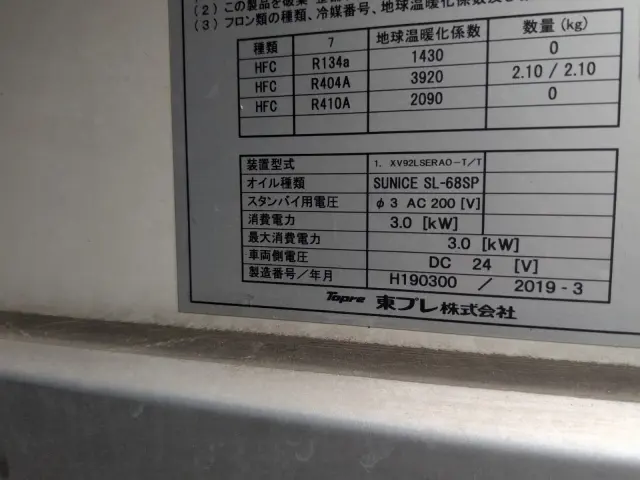 (2) この製品を廃棄・整備
(3) フロン類の種類、冷媒番号、地球温暖化係数及び
種類 7 地球温暖化係数 数量 (kg)
HFC R134a 1430 0
HFC R404A 3920 2.10 / 2.10
HFC R410A 2090 0
装置型式 1. XV92LSERAO-T/T
オイル種類 SUNICE SL-68SP
スタンバイ用電圧 φ3 AC 200 [V]
消費電力 3.0 [kW]
最大消費電力 3.0 [kW]
車両側電圧 DC 24 [V]
製造番号／年月 H190300 / 2019 - 3
Topre 東プレ株式会社